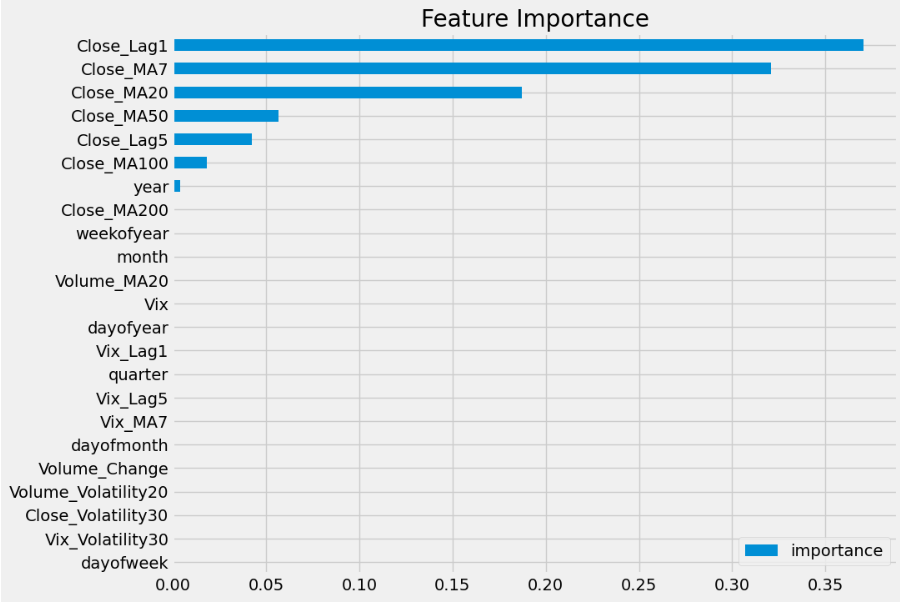 Feature Importance
Close_Lag1
Close_MA7
Close_MA20
Close_MA50
Close_Lag5
Close_MA100
year
Close_MA200
weekofyear
month
Volume_MA20
Vix
dayofyear
Vix_Lag1
quarter
Vix_Lag5
Vix_MA7
dayofmonth
Volume_Change
Volume_Volatility20
Close_Volatility30
Vix_Volatility30
dayofweek
importance
0.00 0.05 0.10 0.15 0.20 0.25 0.30 0.35